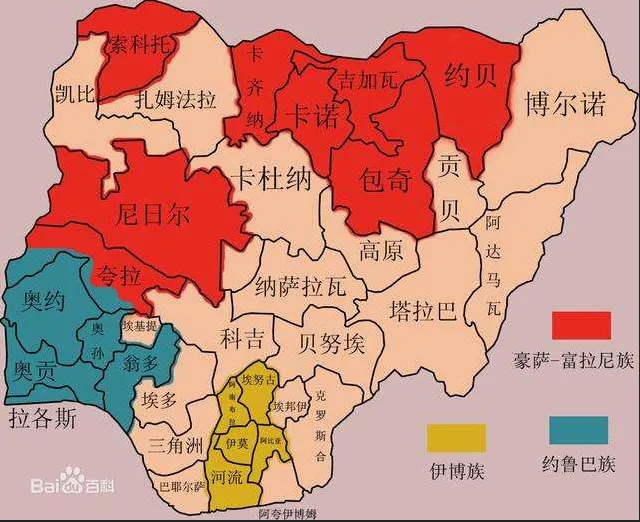 索科托
凯比
扎姆法拉
卡齐纳
卡诺
吉加瓦
约贝
博尔诺
尼日尔
卡杜纳
包奇
贡贝
阿达马瓦
高原
夸拉
纳萨拉瓦
塔拉巴
奥约
奥孙
埃基提
科吉
贝努埃
奥贡
翁多
拉各斯
埃多
阿南布拉
埃努古
埃邦伊
克罗斯合
三角洲
伊莫
阿比亚
巴耶尔萨
河流
阿夸伊博姆
豪萨-富拉尼族
伊博族
约鲁巴族
Bai百科